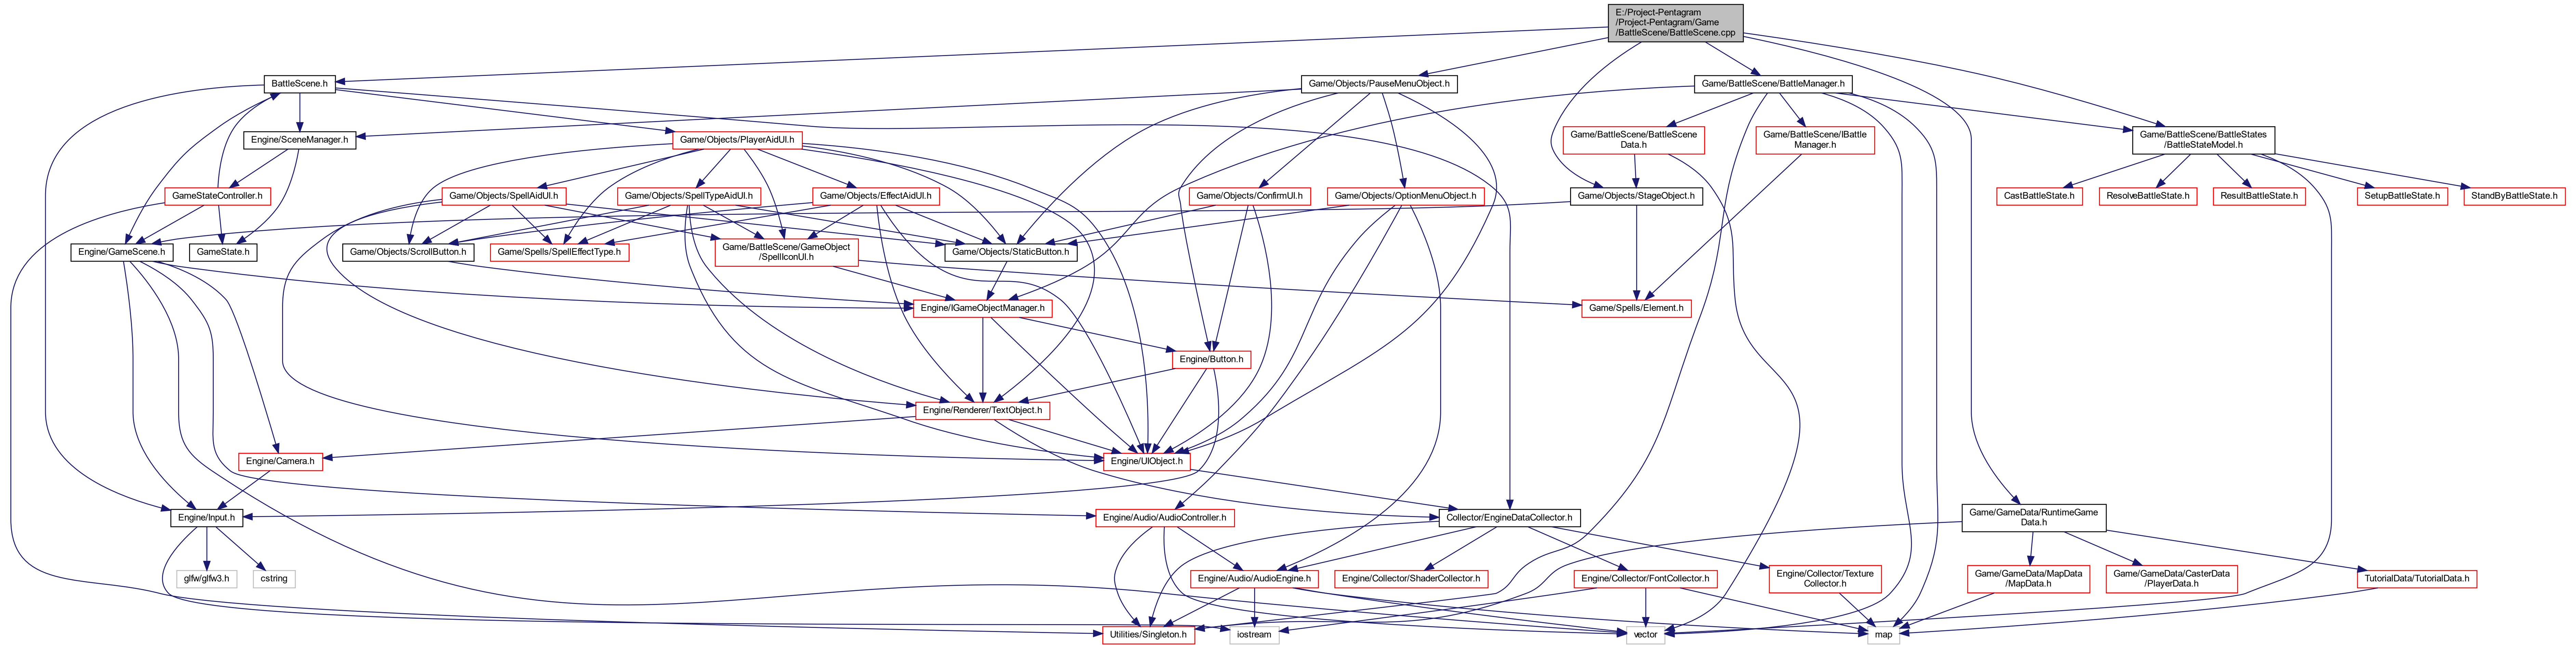 E:/Project-Pentagram
/Project-Pentagram/Game
/BattleScene/BattleScene.cpp
BattleScene.h
Game/Objects/PauseMenuObject.h
Game/BattleScene/BattleManager.h
Engine/SceneManager.h
Game/Objects/PlayerAidUI.h
Game/BattleScene/BattleScene
Data.h
Game/BattleScene/IBattle
Manager.h
Game/BattleScene/BattleStates
/BattleStateModel.h
GameStateController.h
Game/Objects/SpellAidUI.h
Game/Objects/SpellTypeAidUI.h
Game/Objects/EffectAidUI.h
Game/Objects/ConfirmUI.h
Game/Objects/OptionMenuObject.h
Game/Objects/StageObject.h
CastBattleState.h
ResolveBattleState.h
ResultBattleState.h
SetupBattleState.h
StandByBattleState.h
Engine/GameScene.h
GameState.h
Game/Objects/ScrollButton.h
Game/Spells/SpellEffectType.h
Game/BattleScene/GameObject
/SpellIconUI.h
Game/Objects/StaticButton.h
Engine/IGameObjectManager.h
Game/Spells/Element.h
Engine/Button.h
Engine/Renderer/TextObject.h
Engine/Camera.h
Engine/UIObject.h
Engine/Input.h
Engine/Audio/AudioController.h
Collector/EngineDataCollector.h
Game/GameData/RuntimeGame
Data.h
glfw/glfw3.h
cstring
Engine/Audio/AudioEngine.h
Engine/Collector/ShaderCollector.h
Engine/Collector/FontCollector.h
Engine/Collector/Texture
Collector.h
Game/GameData/MapData
/MapData.h
Game/GameData/CasterData
/PlayerData.h
TutorialData/TutorialData.h
Utilities/Singleton.h
iostream
vector
map